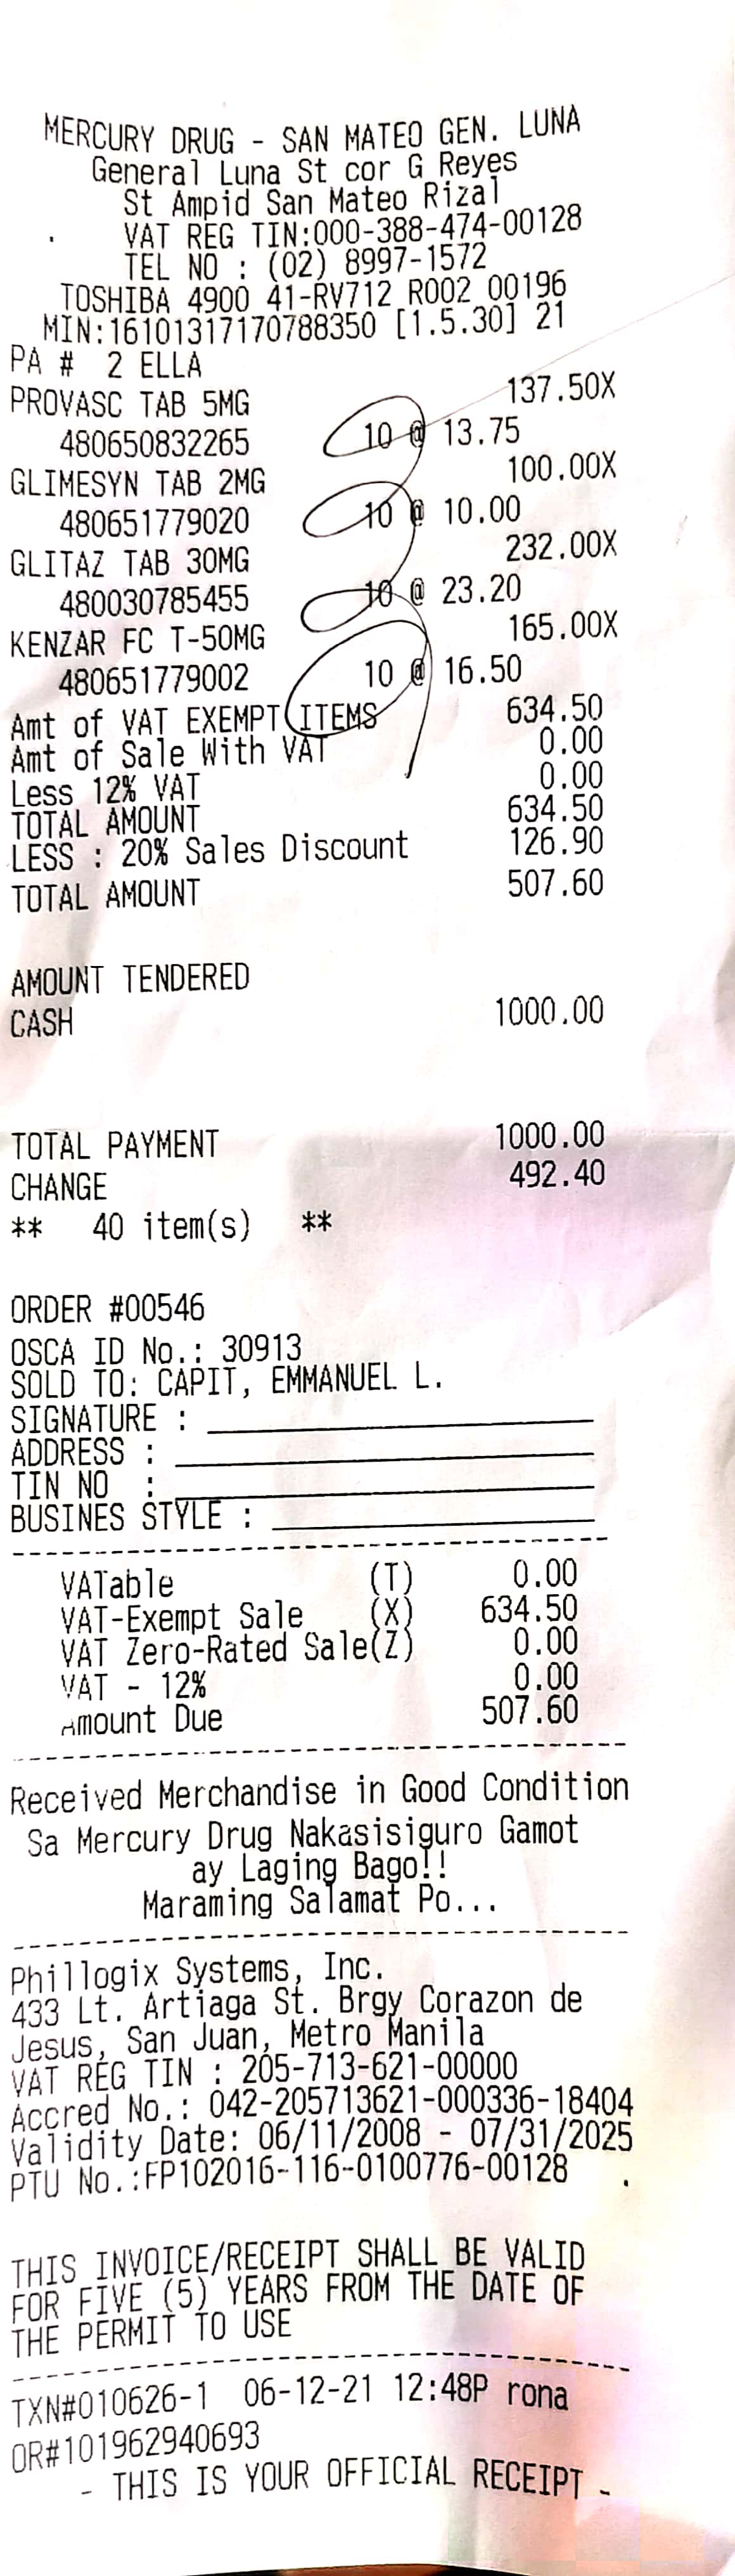 MERCURY DRUG - SAN MATEO GEN. LUNA
General Luna St cor G Reyes
St Ampid San Mateo Rizal
VAT REG TIN:000-388-474-00128
TEL NO : (02) 8997-1572
TOSHIBA 4900 41-RV712 R002 00196
MIN:16101317170788350 [1.5.30] 21
PA # 2 ELLA
PROVASC TAB 5MG 137.50X
480650832265 10 @ 13.75
GLIMESYN TAB 2MG 100.00X
480651779020 10 @ 10.00
GLITAZ TAB 30MG 232.00X
480030785455 10 @ 23.20
KENZAR FC T-50MG 165.00X
480651779002 10 @ 16.50
Amt of VAT EXEMPT ITEMS 634.50
Amt of Sale With VAT 0.00
Less 12% VAT 0.00
TOTAL AMOUNT 634.50
LESS : 20% Sales Discount 126.90
TOTAL AMOUNT 507.60
AMOUNT TENDERED
CASH 1000.00
TOTAL PAYMENT 1000.00
CHANGE 492.40
** 40 item(s) **
ORDER #00546
OSCA ID No.: 30913
SOLD TO: CAPIT, EMMANUEL L.
SIGNATURE :
ADDRESS :
TIN NO :
BUSINES STYLE :
VATable (T) 0.00
VAT-Exempt Sale (X) 634.50
VAT Zero-Rated Sale(Z) 0.00
VAT - 12% 0.00
Amount Due 507.60
Received Merchandise in Good Condition
Sa Mercury Drug Nakasisiguro Gamot
ay Laging Bago!!
Maraming Salamat Po...
Phillogix Systems, Inc.
433 Lt. Artiaga St. Brgy Corazon de
Jesus, San Juan, Metro Manila
VAT REG TIN : 205-713-621-00000
Accred No.: 042-205713621-000336-18404
Validity Date: 06/11/2008 - 07/31/2025
PTU No.:FP102016-116-0100776-00128
THIS INVOICE/RECEIPT SHALL BE VALID
FOR FIVE (5) YEARS FROM THE DATE OF
THE PERMIT TO USE
TXN#010626-1 06-12-21 12:48P rona
OR#101962940693
- THIS IS YOUR OFFICIAL RECEIPT -